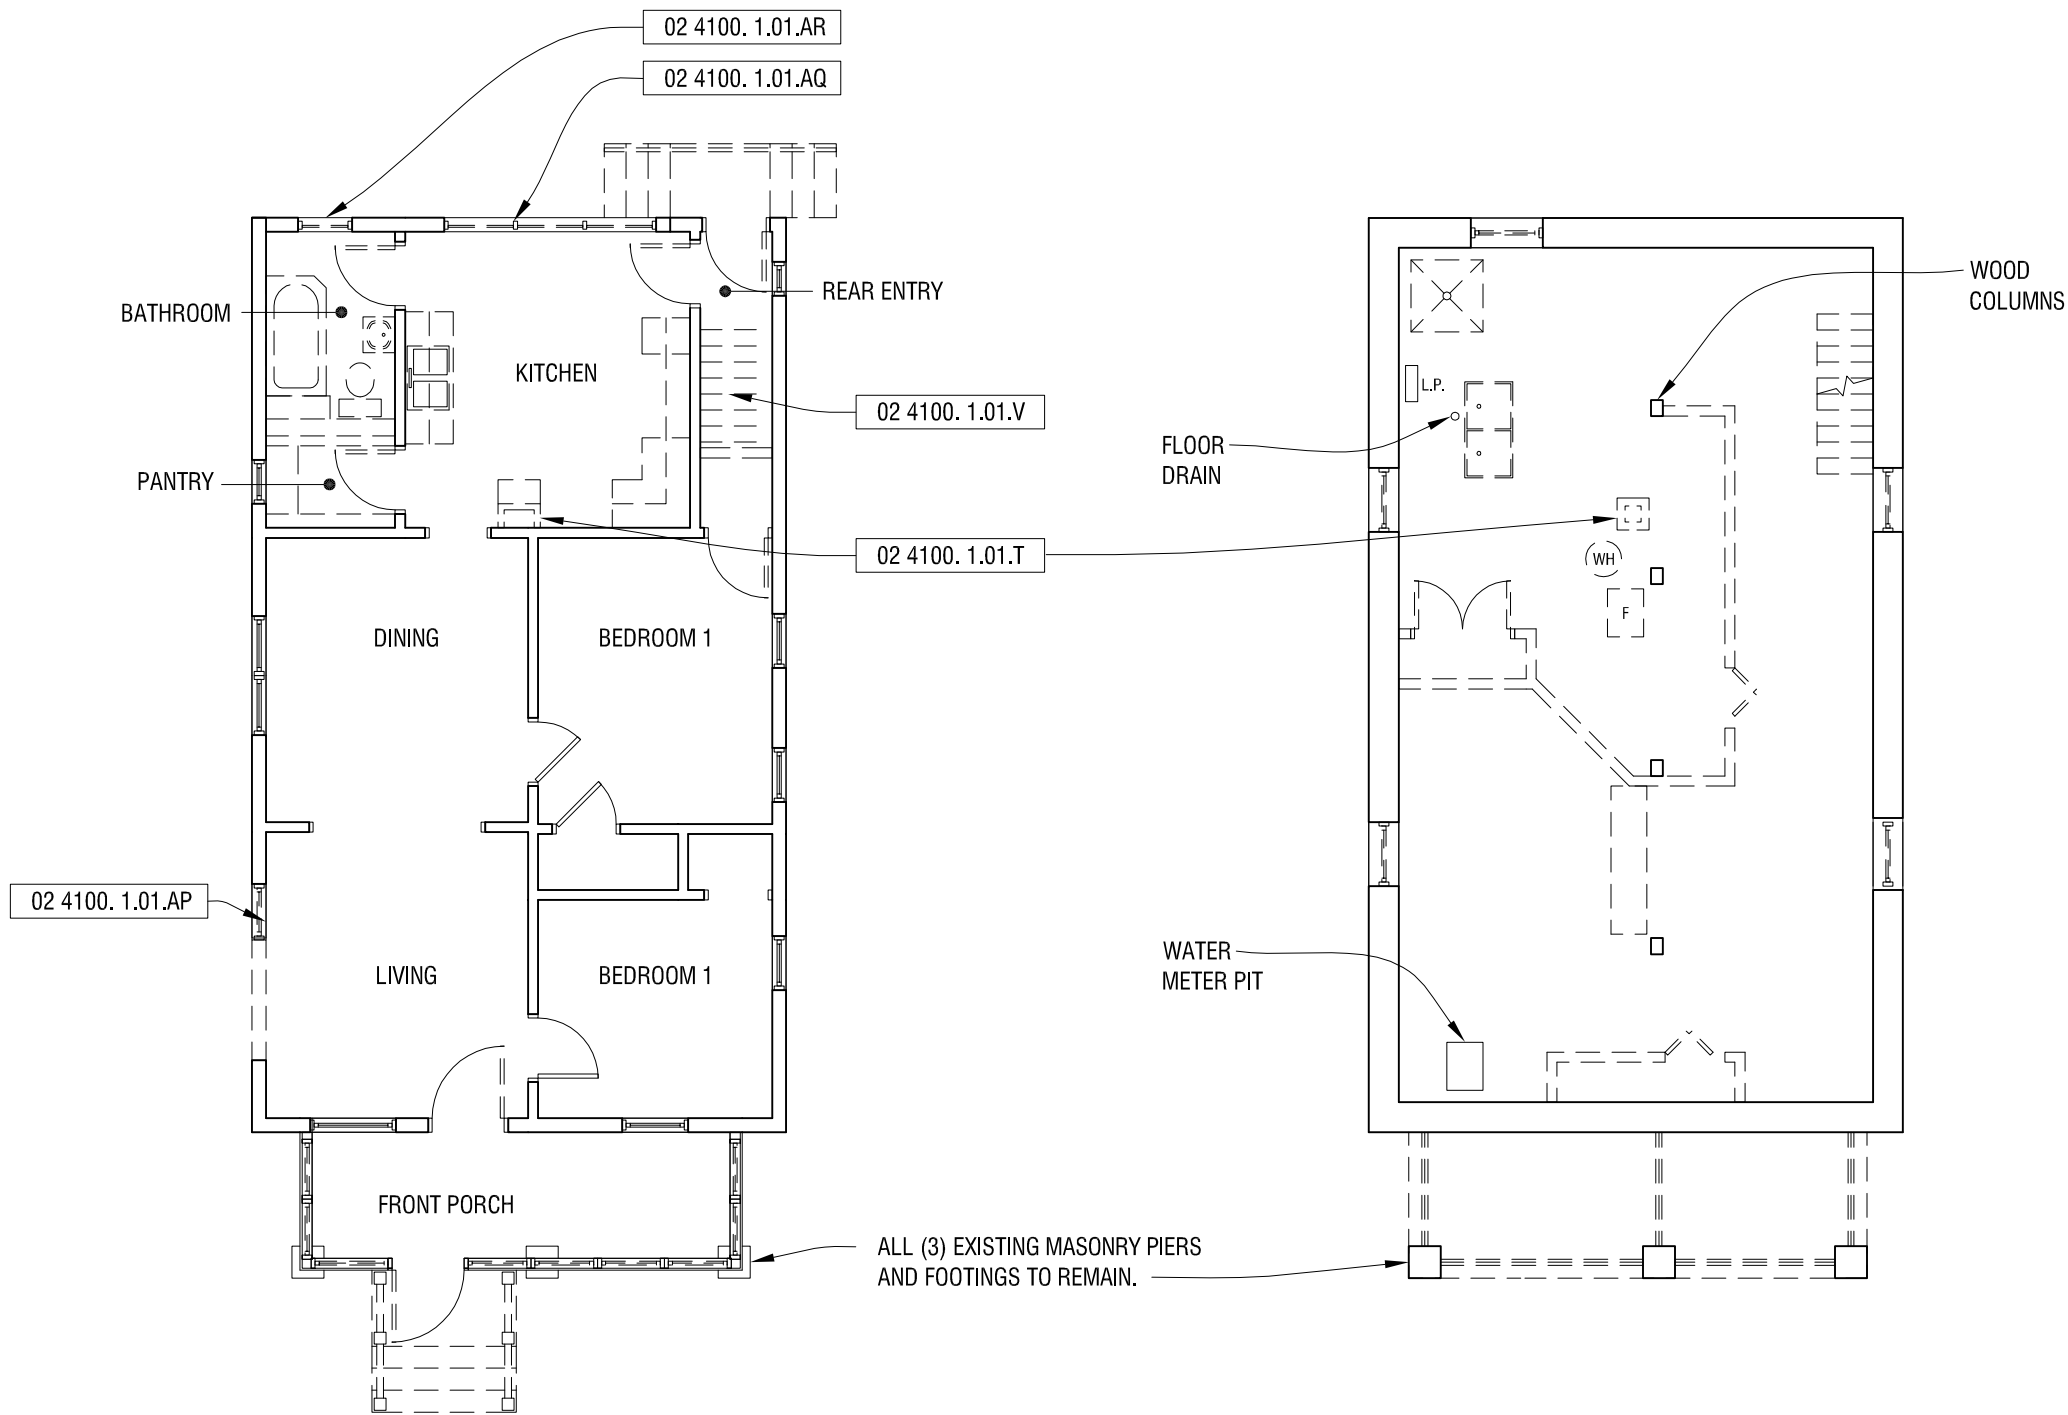 02 4100. 1.01.AR
02 4100. 1.01.AQ
BATHROOM
REAR ENTRY
KITCHEN
02 4100. 1.01.V
PANTRY
02 4100. 1.01.T
DINING
BEDROOM 1
02 4100. 1.01.AP
LIVING
BEDROOM 1
FRONT PORCH
ALL (3) EXISTING MASONRY PIERS
AND FOOTINGS TO REMAIN.
WOOD
COLUMNS
L.P.
FLOOR
DRAIN
WH
F
WATER
METER PIT